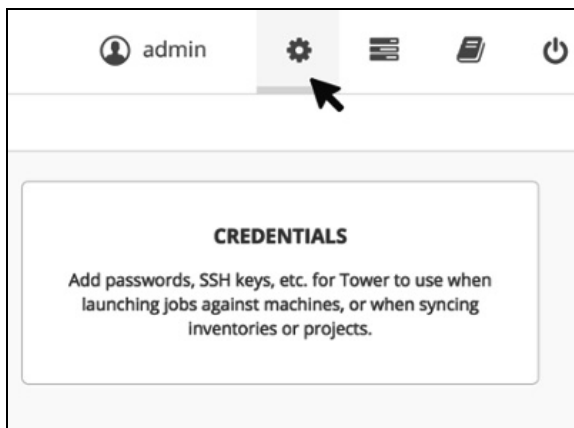 admin
CREDENTIALS
Add passwords, SSH keys, etc. for Tower to use when
launching jobs against machines, or when syncing
inventories or projects.